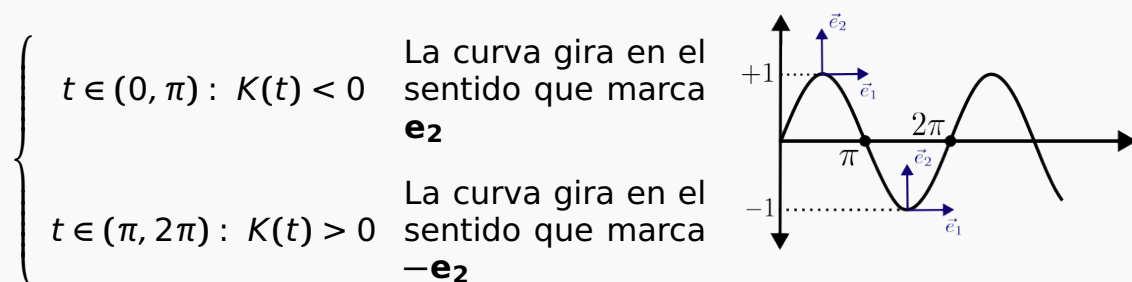 La curva gira en el
t ∈ (0, π) : K(t) < 0 sentido que marca
e₂
La curva gira en el
t ∈ (π, 2π) : K(t) > 0 sentido que marca
−e₂
e⃗₂
+1
e⃗₁
2π
π
e⃗₂
−1
e⃗₁